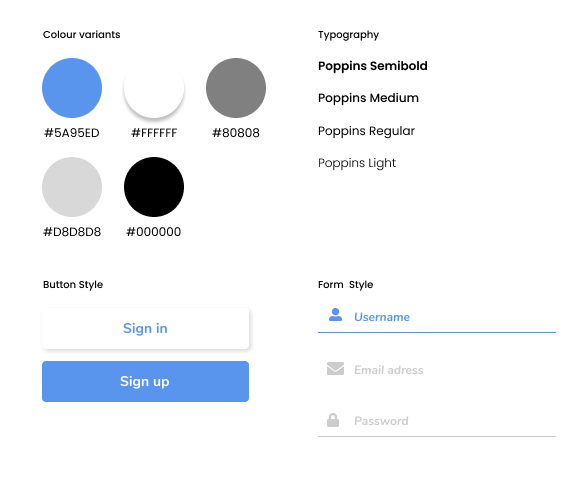 Colour variants
#5A95ED
#FFFFFF
#80808
#D8D8D8
#000000
Typography
Poppins Semibold
Poppins Medium
Poppins Regular
Poppins Light
Button Style
Sign in
Sign up
Form  Style
Username
Email adress
Password